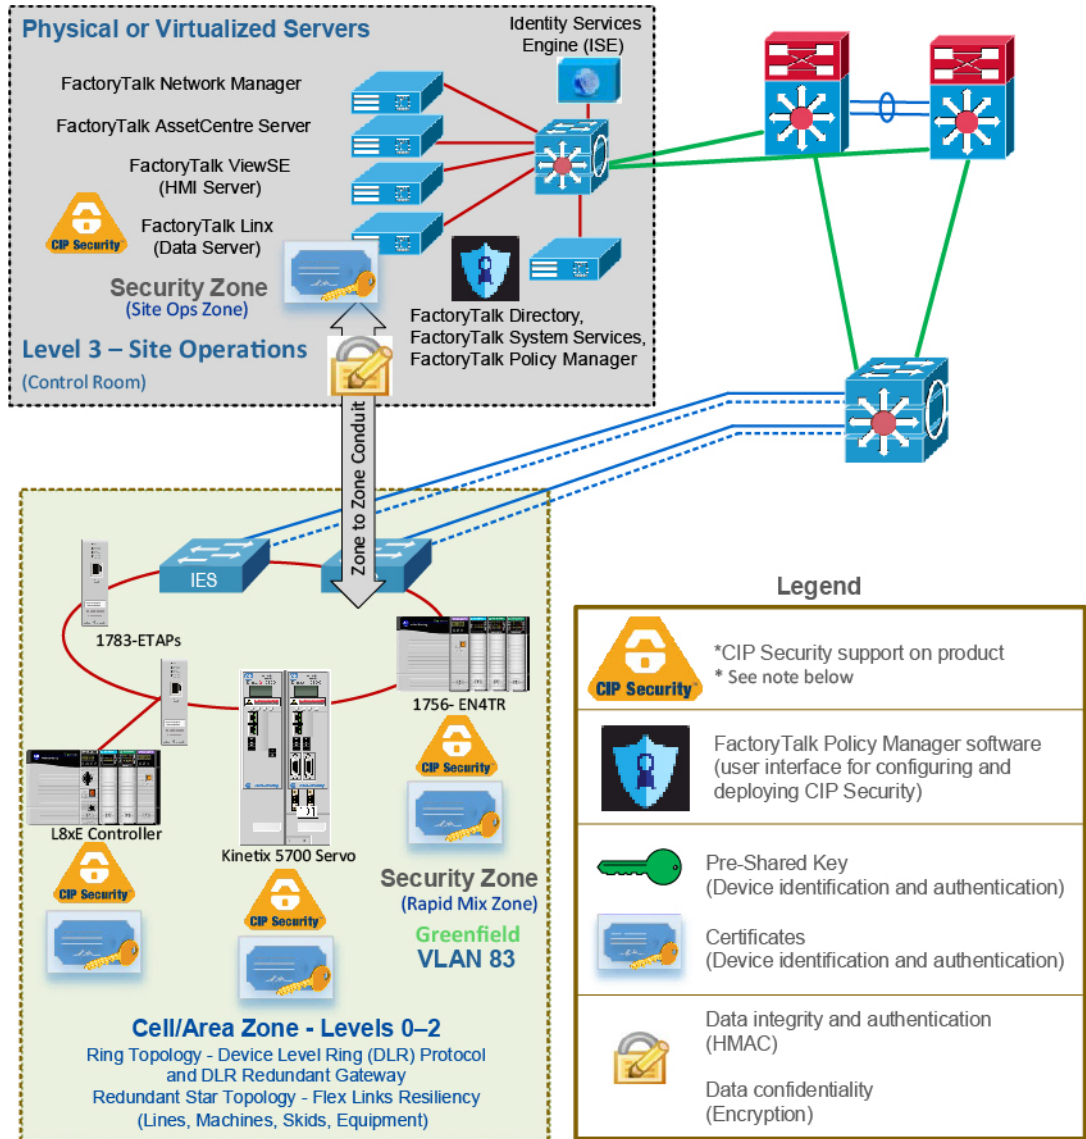 Physical or Virtualized Servers
Identity Services
Engine (ISE)
FactoryTalk Network Manager
FactoryTalk AssetCentre Server
FactoryTalk ViewSE
(HMI Server)
CIP Security™
FactoryTalk Linx
(Data Server)
Security Zone
(Site Ops Zone)
FactoryTalk Directory,
FactoryTalk System Services,
FactoryTalk Policy Manager
Level 3 – Site Operations
(Control Room)
Zone to Zone Conduit
IES
1783-ETAPs
1756- EN4TR
CIP Security
L8xE Controller
CIP Security
Kinetix 5700 Servo
CIP Security
Security Zone
(Rapid Mix Zone)
Greenfield
VLAN 83
Cell/Area Zone - Levels 0–2
Ring Topology - Device Level Ring (DLR) Protocol
and DLR Redundant Gateway
Redundant Star Topology - Flex Links Resiliency
(Lines, Machines, Skids, Equipment)
Legend
CIP Security™
*CIP Security support on product
* See note below
FactoryTalk Policy Manager software
(user interface for configuring and
deploying CIP Security)
Pre-Shared Key
(Device identification and authentication)
Certificates
(Device identification and authentication)
Data integrity and authentication
(HMAC)
Data confidentiality
(Encryption)